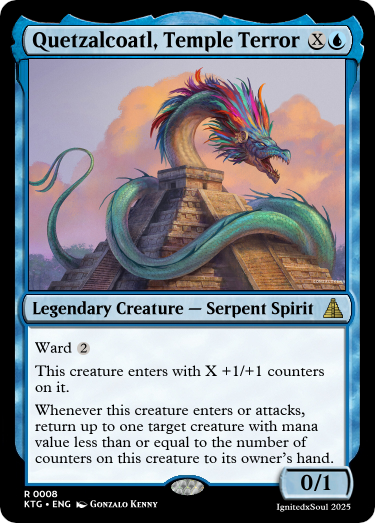 Quetzalcoatl, Temple Terror X
Legendary Creature — Serpent Spirit
Ward 2
This creature enters with X +1/+1 counters
on it.
Whenever this creature enters or attacks,
return up to one target creature with mana
value less than or equal to the number of
counters on this creature to its owner's hand.
0/1
R 0008
KTG • ENG Gonzalo Kenny
IgnitedxSoul 2025